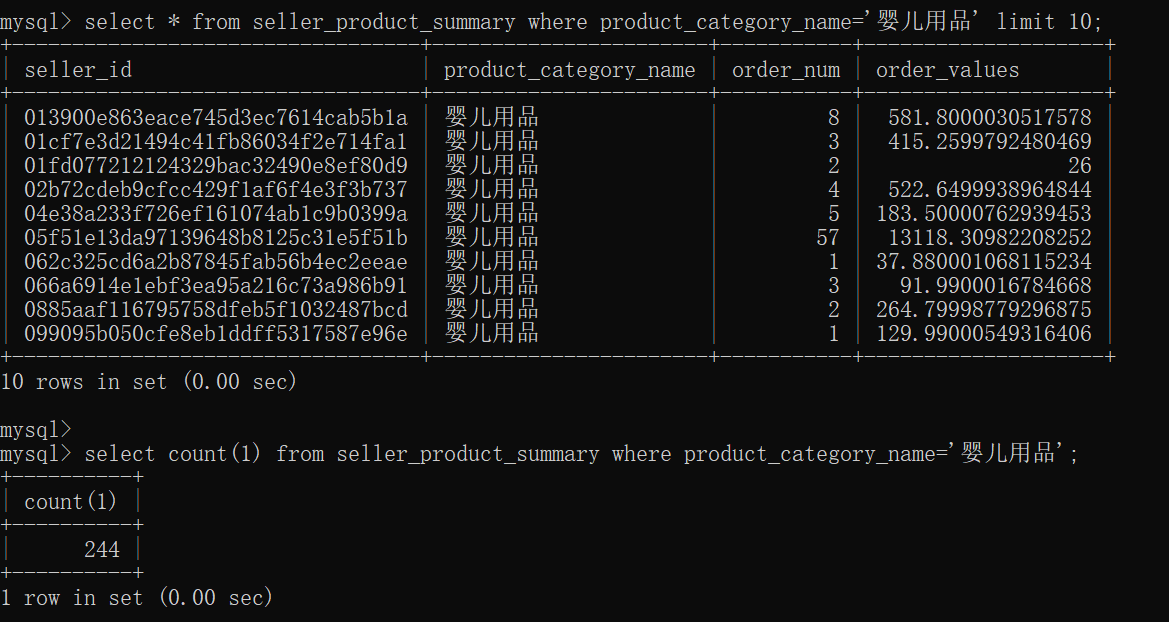 mysql> select * from seller_product_summary where product_category_name='婴儿用品' limit 10;
+----------------------------------+-----------------------+-----------+--------------------+
| seller_id                        | product_category_name | order_num | order_values       |
+----------------------------------+-----------------------+-----------+--------------------+
| 013900e863eace745d3ec7614cab5b1a | 婴儿用品              |         8 |  581.8000030517578 |
| 01cf7e3d21494c41fb86034f2e714fa1 | 婴儿用品              |         3 |  415.2599792480469 |
| 01fd077212124329bac32490e8ef80d9 | 婴儿用品              |         2 |                 26 |
| 02b72cdeb9cfcc429f1af6f4e3f3b737 | 婴儿用品              |         4 |  522.6499938964844 |
| 04e38a233f726ef161074ab1c9b0399a | 婴儿用品              |         5 | 183.50000762939453 |
| 05f51e13da97139648b8125c31e5f51b | 婴儿用品              |        57 |  13118.30982208252 |
| 062c325cd6a2b87845fab56b4ec2eeae | 婴儿用品              |         1 | 37.880001068115234 |
| 066a6914e1ebf3ea95a216c73a986b91 | 婴儿用品              |         3 |   91.9900016784668 |
| 0885aaf116795758dfeb5f1032487bcd | 婴儿用品              |         2 | 264.79998779296875 |
| 099095b050cfe8eb1ddff5317587e96e | 婴儿用品              |         1 | 129.99000549316406 |
+----------------------------------+-----------------------+-----------+--------------------+
10 rows in set (0.00 sec)
mysql>
mysql> select count(1) from seller_product_summary where product_category_name='婴儿用品';
+----------+
| count(1) |
+----------+
|      244 |
+----------+
1 row in set (0.00 sec)